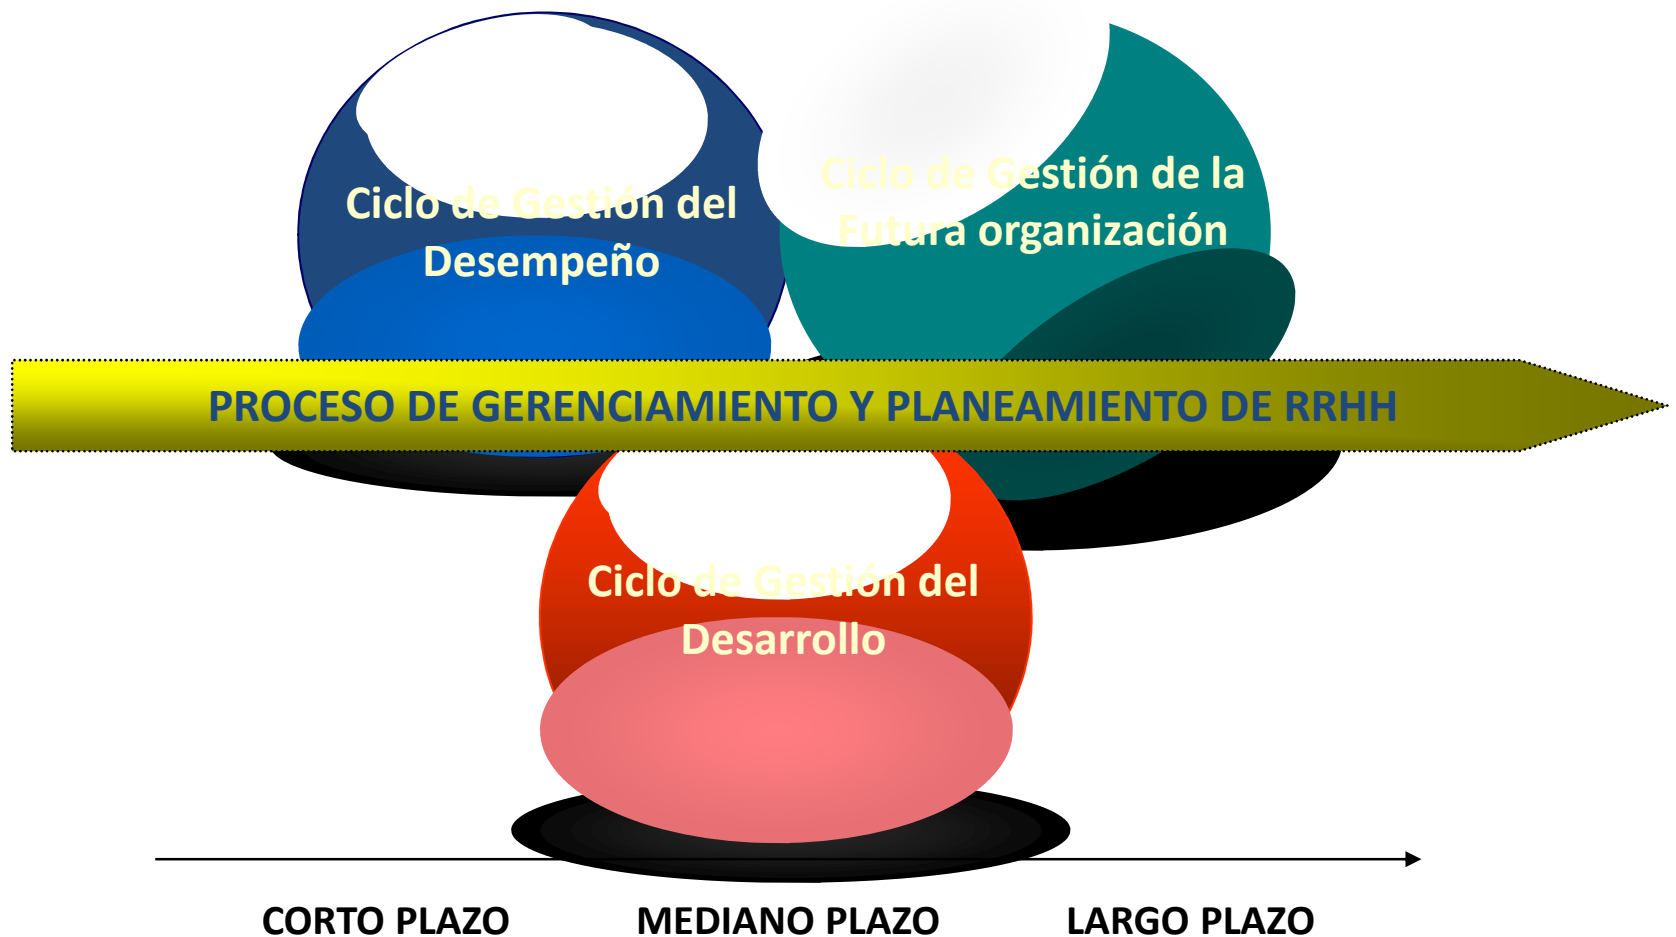 Ciclo de Gestión del
Desempeño
Ciclo de Gestión de la
Futura organización
PROCESO DE GERENCIAMIENTO Y PLANEAMIENTO DE RRHH
Ciclo de Gestión del
Desarrollo
CORTO PLAZO
MEDIANO PLAZO
LARGO PLAZO